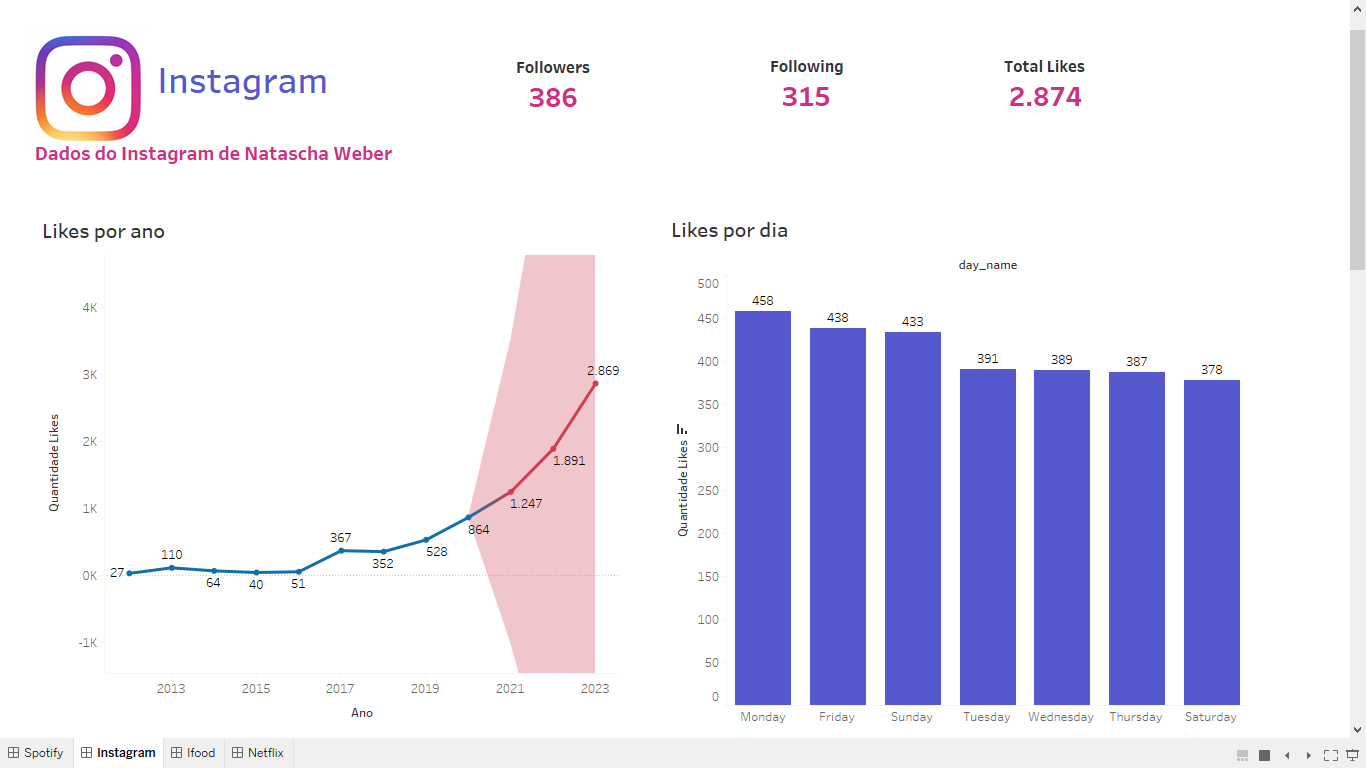 Instagram
Dados do Instagram de Natascha Weber
Followers
386
Following
315
Total Likes
2.874
Likes por ano
Quantidade Likes
4K
3K
2K
1K
0K
-1K
27
110
64
40
51
367
352
528
864
1.247
1.891
2.869
2013
2015
2017
2019
2021
2023
Ano
Likes por dia
day_name
Quantidade Likes
500
450
400
350
300
250
200
150
100
50
0
458
438
433
391
389
387
378
Monday
Friday
Sunday
Tuesday
Wednesday
Thursday
Saturday
Spotify
Instagram
Ifood
Netflix